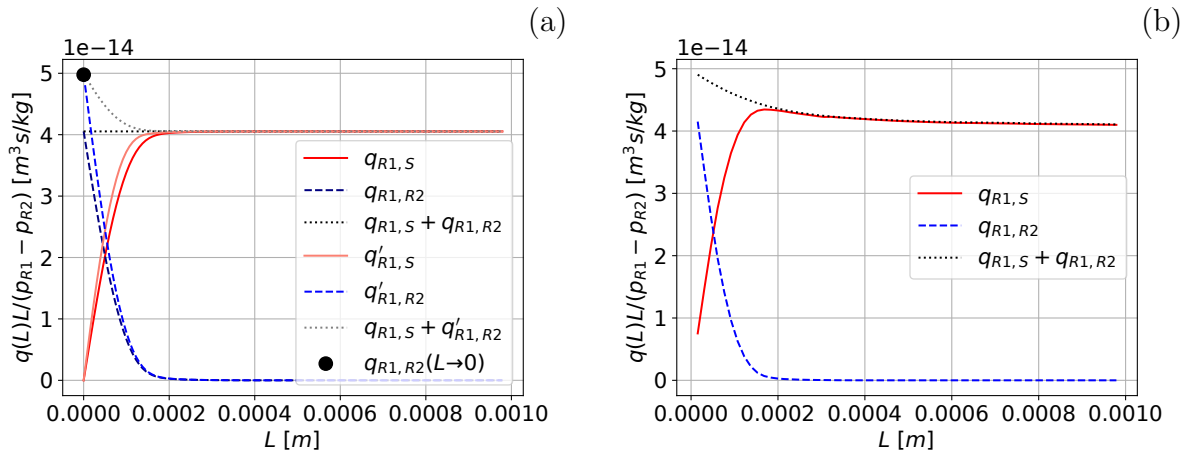 (a)
1e−14
5
4
3
2
1
0
q(L)L/(p_{R1} − p_{R2}) [m^3 s/kg]
0.0000 0.0002 0.0004 0.0006 0.0008 0.0010
L [m]
q_{R1,S}
q_{R1,R2}
q_{R1,S} + q_{R1,R2}
q'_{R1,S}
q'_{R1,R2}
q_{R1,S} + q'_{R1,R2}
q_{R1,R2}(L→0)
(b)
1e−14
5
4
3
2
1
0
q(L)L/(p_{R1} − p_{R2}) [m^3 s/kg]
0.0000 0.0002 0.0004 0.0006 0.0008 0.0010
L [m]
q_{R1,S}
q_{R1,R2}
q_{R1,S} + q_{R1,R2}